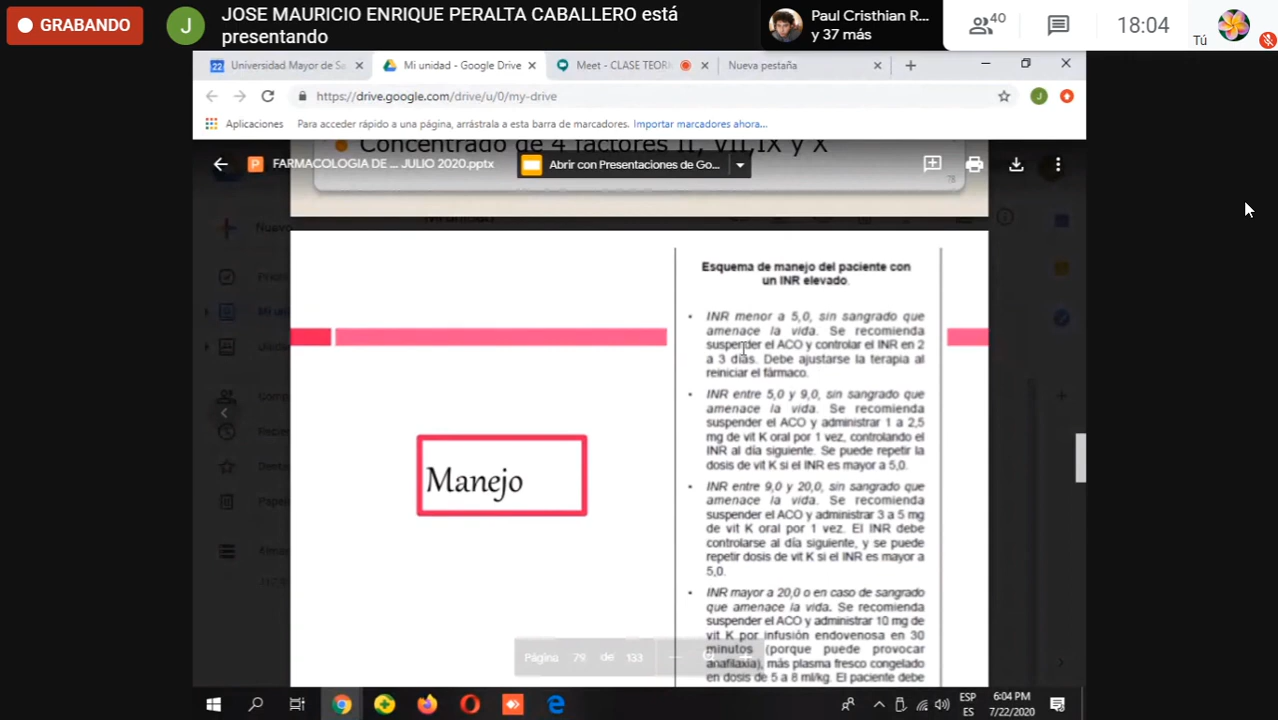 GRABANDO
J
JOSE MAURICIO ENRIQUE PERALTA CABALLERO está
presentando
Paul Cristhian R...
y 37 más
40
18:04
Tú
22 Universidad Mayor de Sa
Mi unidad - Google Drive
Meet - CLASE TEORI
Nueva pestaña
https://drive.google.com/drive/u/0/my-drive
J
Aplicaciones
Para acceder rápido a una página, arrástrala a esta barra de marcadores.
Importar marcadores ahora...
Concentrado de 4 factores II, VII,IX y X
P FARMACOLOGIA DE ... JULIO 2020.pptx
Abrir con Presentaciones de Go...
78
Nuevo
Mi unidad
Manejo
Esquema de manejo del paciente con
un INR elevado.
• INR menor a 5,0, sin sangrado que
amenace la vida. Se recomienda
suspender el ACO y controlar el INR en 2
a 3 días. Debe ajustarse la terapia al
reiniciar el fármaco.
• INR entre 5,0 y 9,0, sin sangrado que
amenace la vida. Se recomienda
suspender el ACO y administrar 1 a 2,5
mg de vit K oral por 1 vez, controlando el
INR al día siguiente. Se puede repetir la
dosis de vit K si el INR es mayor a 5,0.
• INR entre 9,0 y 20,0, sin sangrado que
amenace la vida. Se recomienda
suspender el ACO y administrar 3 a 5 mg
de vit K oral por 1 vez. El INR debe
controlarse al día siguiente, y se puede
repetir dosis de vit K si el INR es mayor a
5,0.
• INR mayor a 20,0 o en caso de sangrado
que amenace la vida. Se recomienda
suspender el ACO y administrar 10 mg de
vit K por infusión endovenosa en 30
minutos (porque puede provocar
anafilaxia), más plasma fresco congelado
en dosis de 5 a 8 ml/kg. El paciente debe
Página 79 de 133
ESP
ES
6:04 PM
7/22/2020